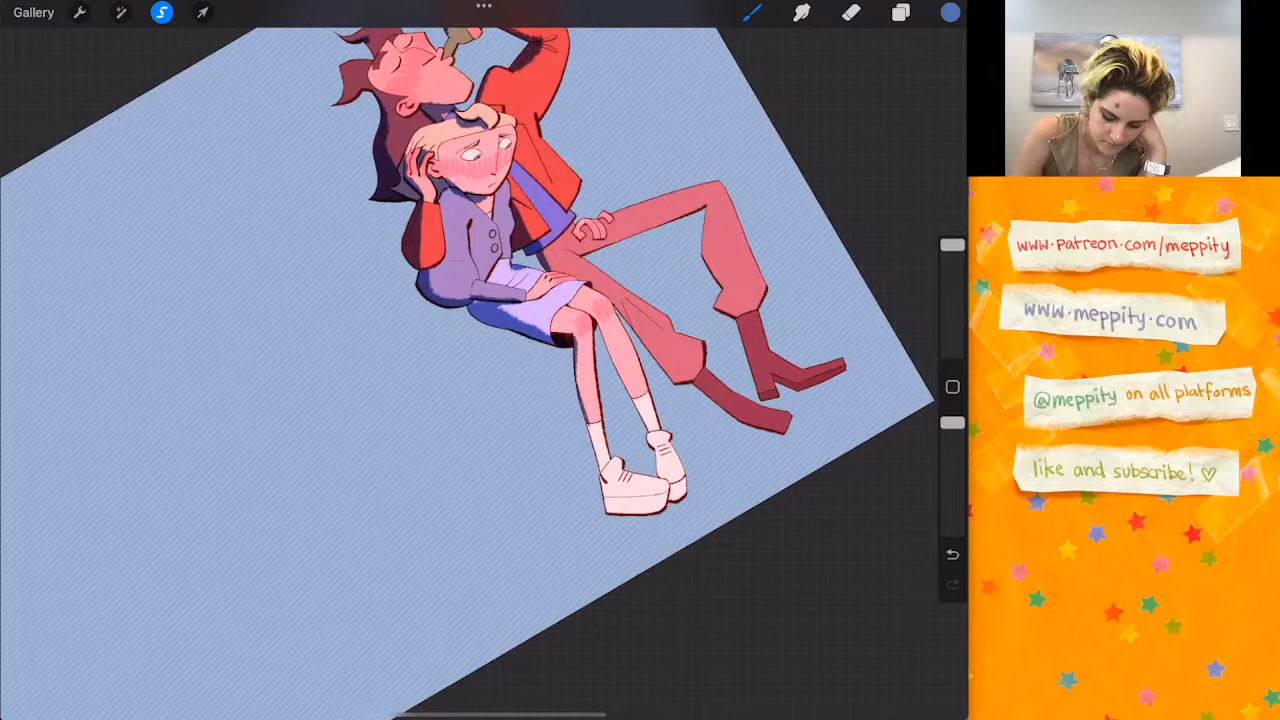 Gallery
www.patreon.com/meppity
www.meppity.com
@meppity on all platforms
like and subscribe! ♡